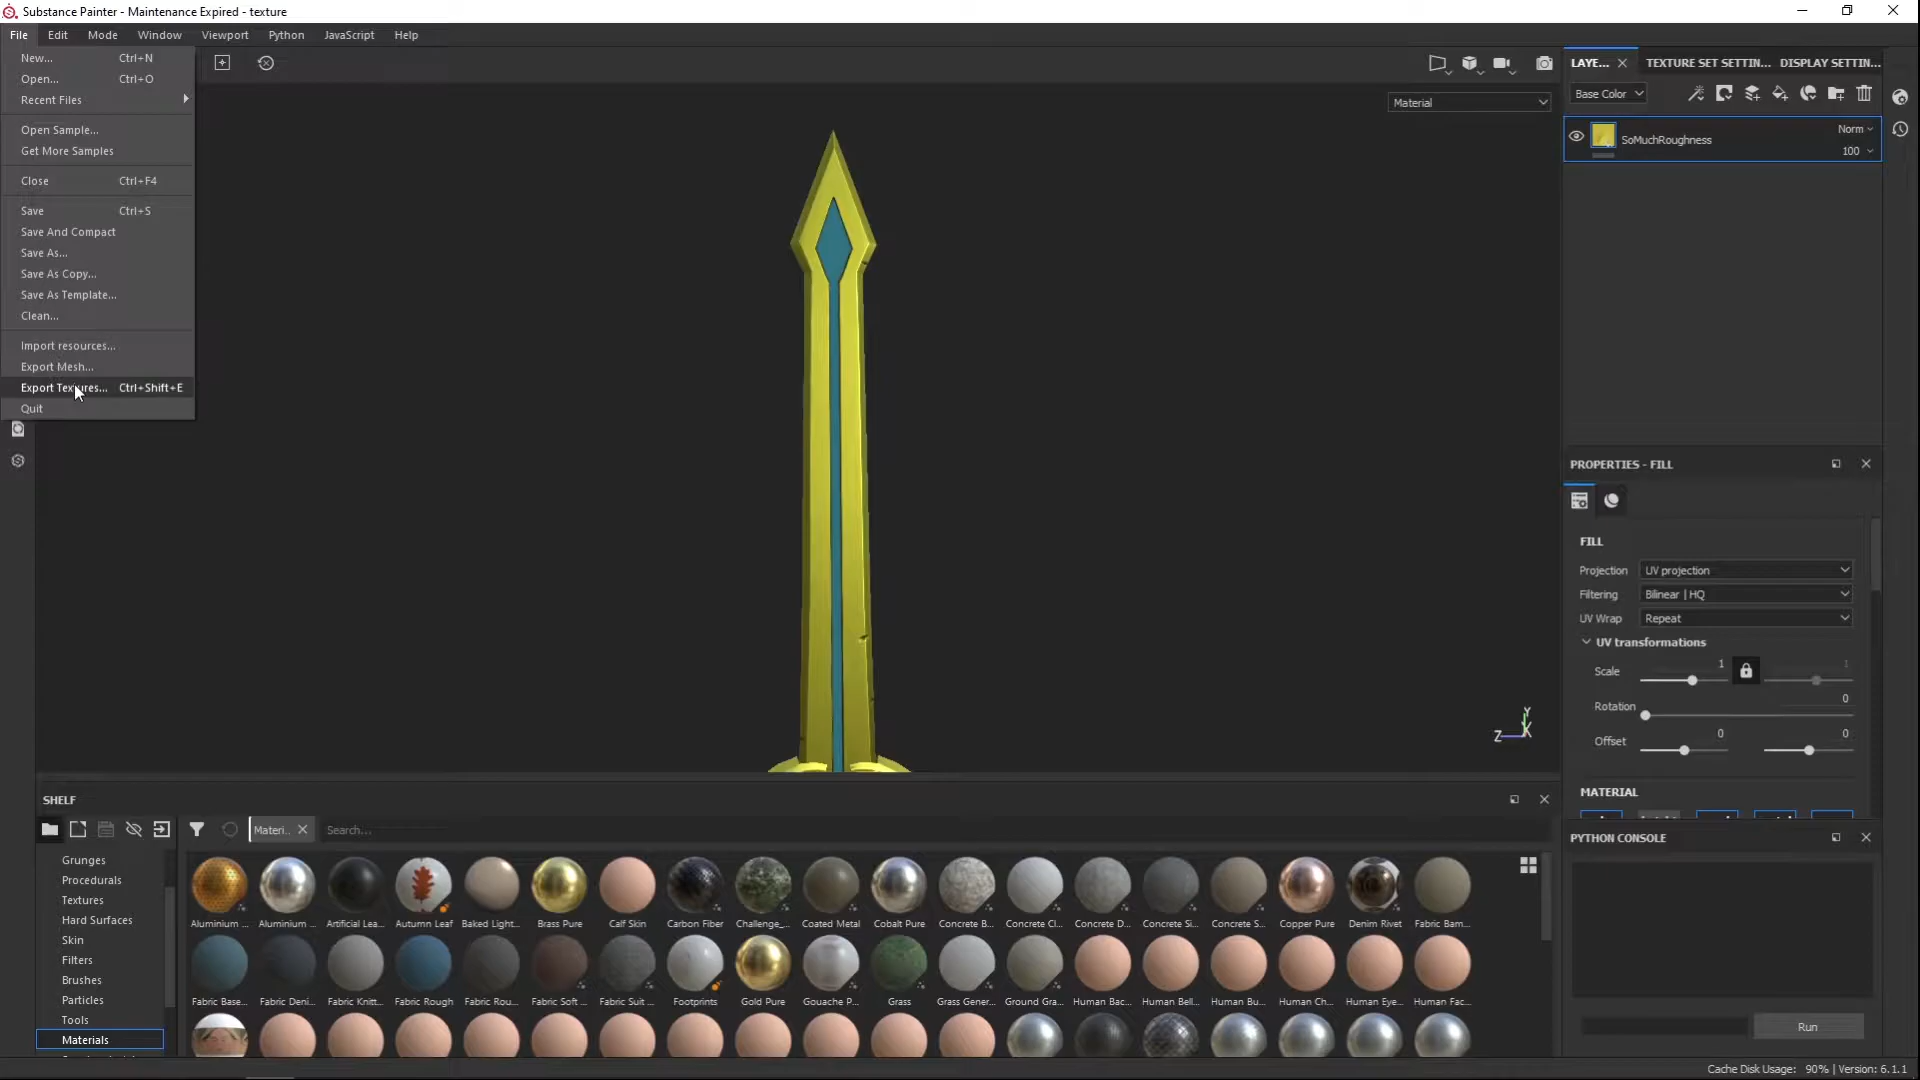 Substance Painter - Maintenance Expired - texture
File Edit Mode Window Viewport Python JavaScript Help
New... Ctrl+N
Open... Ctrl+O
Recent Files
Open Sample...
Get More Samples
Close Ctrl+F4
Save Ctrl+S
Save And Compact
Save As...
Save As Copy...
Save As Template...
Clean...
Import resources...
Export Mesh...
Export Textures... Ctrl+Shift+E
Quit
Material
Y
Z
X
LAYE...
TEXTURE SET SETTIN...
DISPLAY SETTIN...
Base Color
SoMuchRoughness
Norm
100
PROPERTIES - FILL
FILL
Projection UV projection
Filtering Bilinear | HQ
UV Wrap Repeat
UV transformations
Scale 1 1
Rotation 0
Offset 0 0
MATERIAL
PYTHON CONSOLE
Run
SHELF
Materi..
Search...
Grunges
Procedurals
Textures
Hard Surfaces
Skin
Filters
Brushes
Particles
Tools
Materials
Aluminium ... Aluminium ... Artificial Lea... Autumn Leaf Baked Light... Brass Pure Calf Skin Carbon Fiber Challenge_... Coated Metal Cobalt Pure Concrete B... Concrete Cl... Concrete D... Concrete Si... Concrete S... Copper Pure Denim Rivet Fabric Bam...
Fabric Base... Fabric Deni... Fabric Knitt... Fabric Rough Fabric Rou... Fabric Soft ... Fabric Suit ... Footprints Gold Pure Gouache P... Grass Grass Gener... Ground Gra... Human Bac... Human Bell... Human Bu... Human Ch... Human Eye... Human Fac...
Cache Disk Usage: 90% | Version: 6.1.1